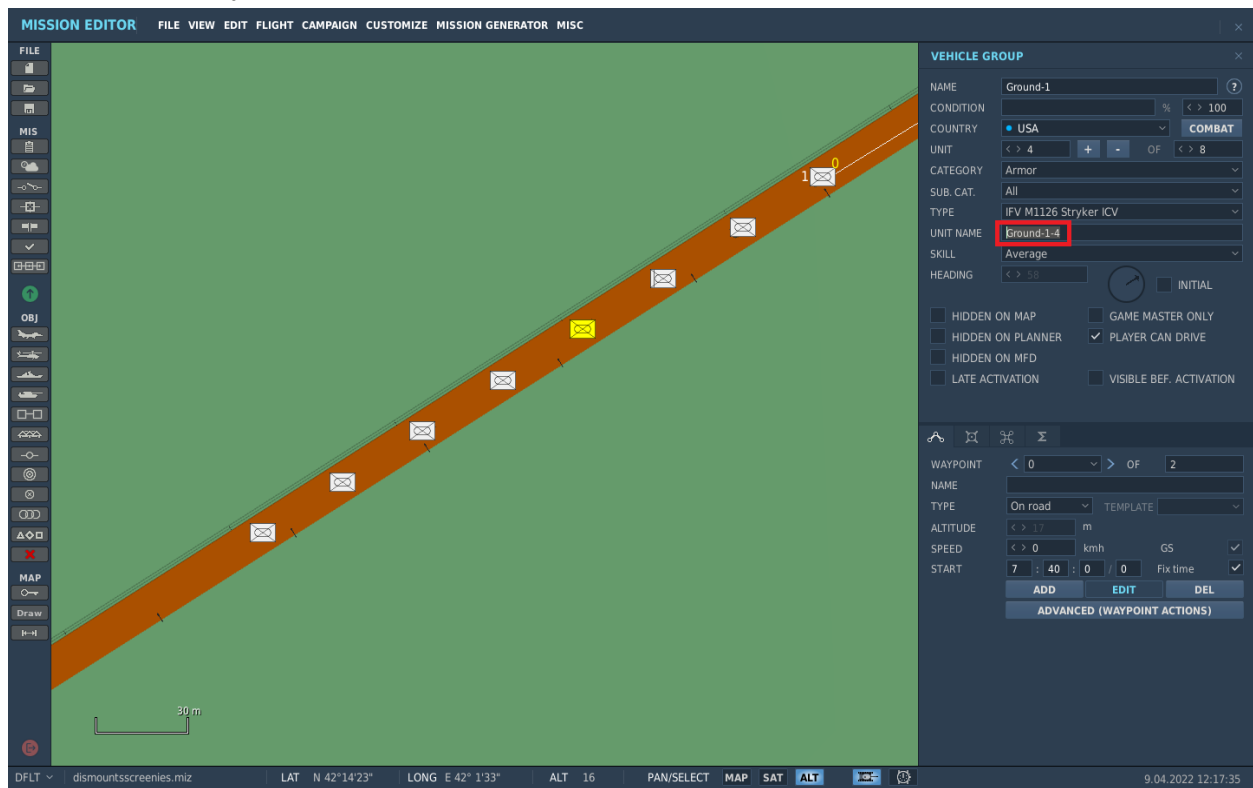 MISSION EDITOR FILE VIEW EDIT FLIGHT CAMPAIGN CUSTOMIZE MISSION GENERATOR MISC
FILE
MIS
OBJ
MAP
Draw
0
1
30 m
VEHICLE GROUP
NAME Ground-1 ?
CONDITION % < > 100
COUNTRY USA COMBAT
UNIT < > 4 + - OF < > 8
CATEGORY Armor
SUB. CAT. All
TYPE IFV M1126 Stryker ICV
UNIT NAME Ground-1-4
SKILL Average
HEADING < > 58 INITIAL
HIDDEN ON MAP GAME MASTER ONLY
HIDDEN ON PLANNER PLAYER CAN DRIVE
HIDDEN ON MFD
LATE ACTIVATION VISIBLE BEF. ACTIVATION
Σ
WAYPOINT < 0 > OF 2
NAME
TYPE On road TEMPLATE
ALTITUDE < > 17 m
SPEED < > 0 kmh GS
START 7 : 40 : 0 / 0 Fix time
ADD EDIT DEL
ADVANCED (WAYPOINT ACTIONS)
DFLT dismountsscreenies.miz LAT N 42°14'23" LONG E 42° 1'33" ALT 16 PAN/SELECT MAP SAT ALT 9.04.2022 12:17:35